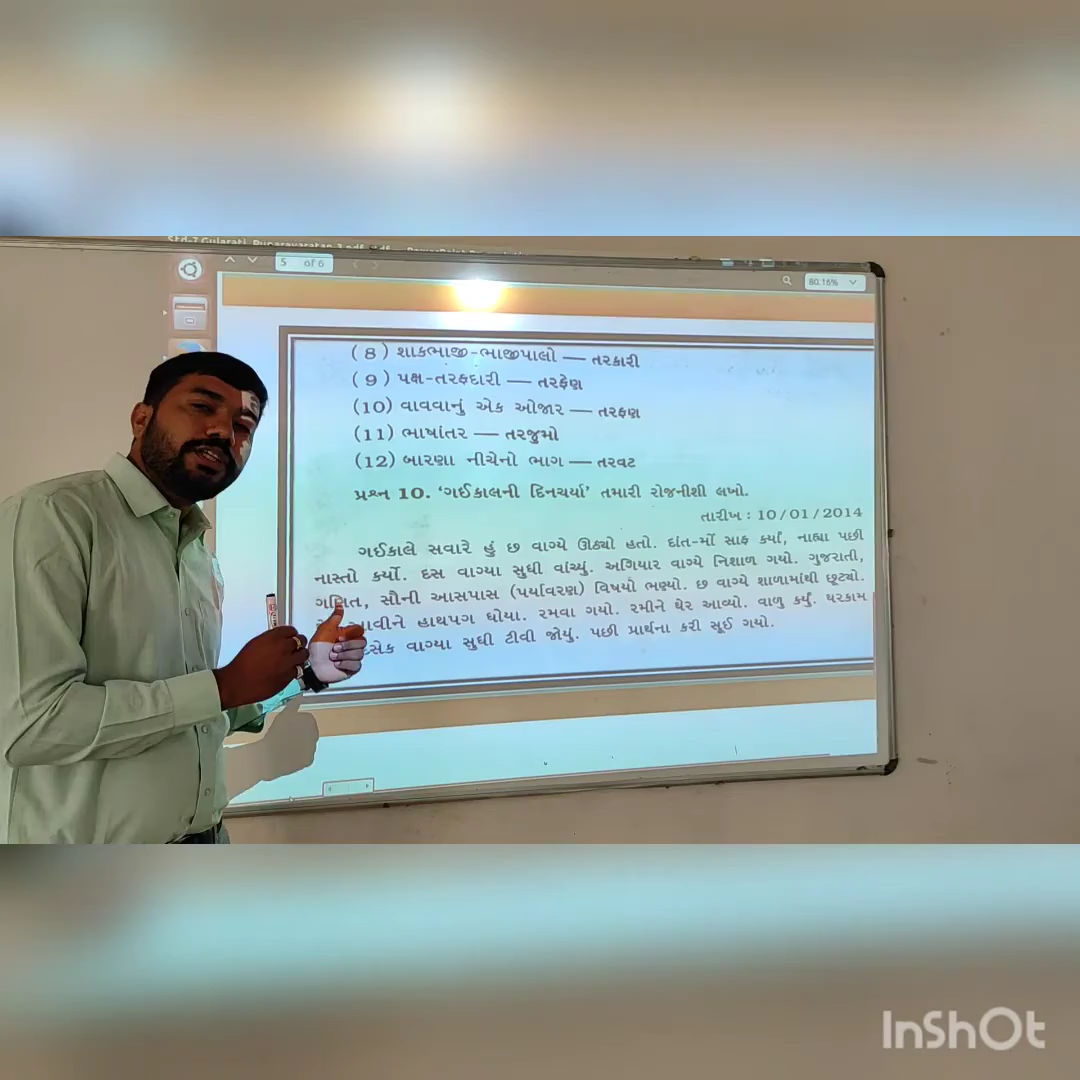 Std-7 Gujarati
5 of 6
80.16%
(8) શાકભાજી-ભાજીપાલો — તરકારી
(9) પક્ષ-તરફદારી — તરફેણ
(10) વાવવાનું એક ઓજાર — તરફણ
(11) ભાષાંતર — તરજુમો
(12) બારણા નીચેનો ભાગ — તરવટ
પ્રશ્ન 10. ‘ગઈકાલની દિનચર્યા’ તમારી રોજનીશી લખો.
તારીખ : 10/01/2014
ગઈકાલે સવારે હું છ વાગ્યે ઊઠ્યો હતો. દાંત-મોં સાફ કર્યાં, નાહ્યા પછી
નાસ્તો કર્યો. દસ વાગ્યા સુધી વાંચ્યું. અગિયાર વાગ્યે નિશાળ ગયો. ગુજરાતી,
ગણિત, સૌની આસપાસ (પર્યાવરણ) વિષયો ભણ્યો. છ વાગ્યે શાળામાંથી છૂટ્યો.
હાથપગ ધોયા. રમવા ગયો. રમીને ઘેર આવ્યો. વાળુ કર્યું. ઘરકામ
વાગ્યા સુધી ટીવી જોયું. પછી પ્રાર્થના કરી સૂઈ ગયો.
InShOt